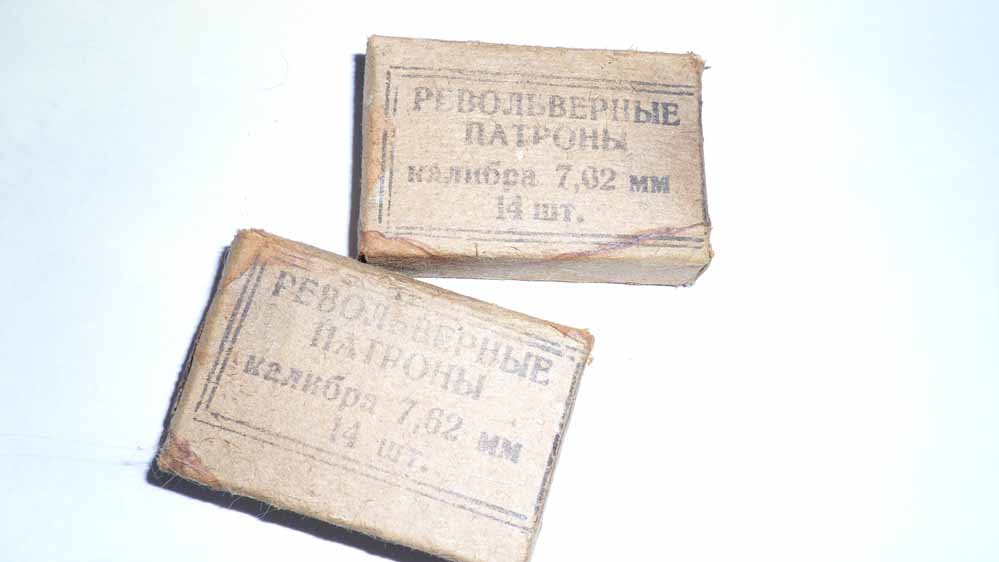 РЕВОЛЬВЕРНЫЕ
ПАТРОНЫ
калибра 7,62 мм
14 шт.
РЕВОЛЬВЕРНЫЕ
ПАТРОНЫ
калибра 7,62 мм
14 шт.